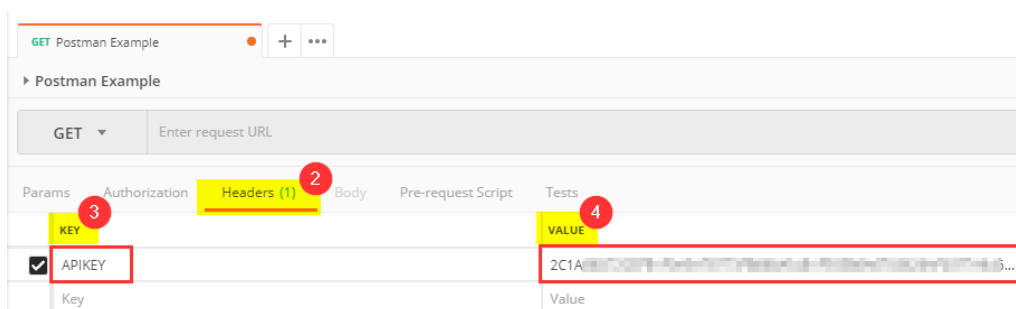 GET Postman Example
Postman Example
GET Enter request URL
Params Authorization Headers (1) 2 Body Pre-request Script Tests
3 4
KEY VALUE
APIKEY 2C1A
Key Value